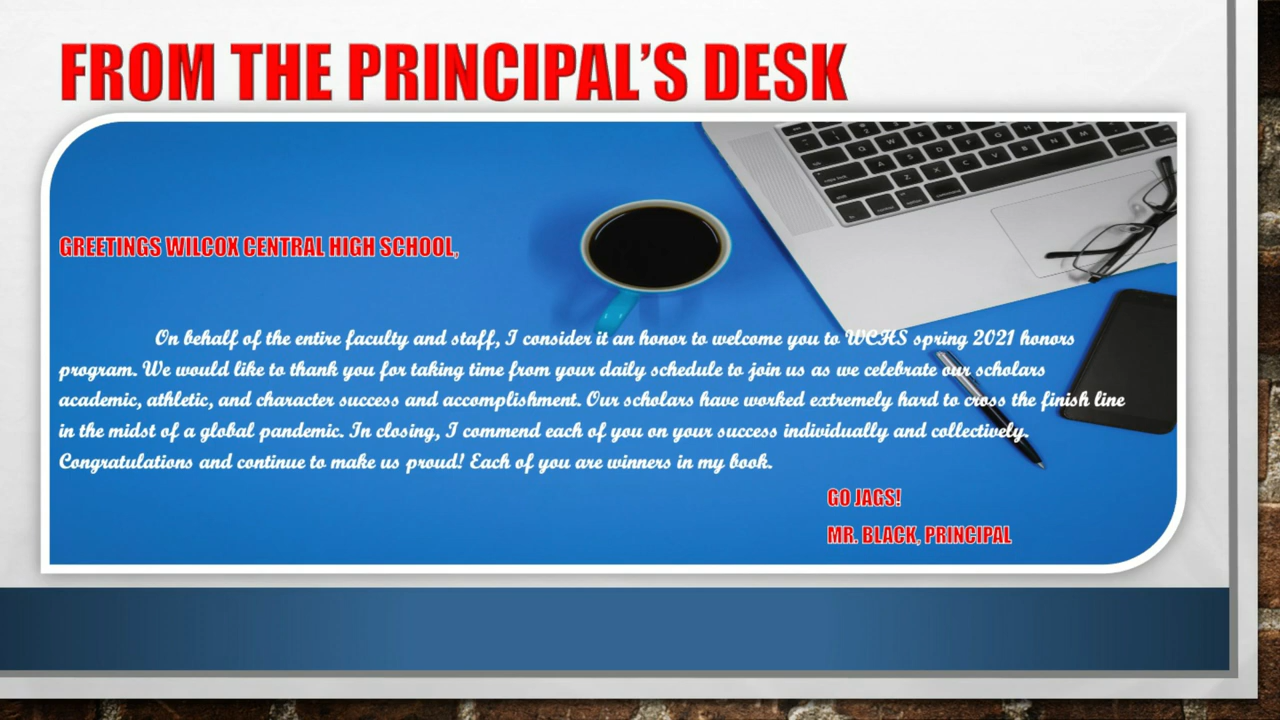 FROM THE PRINCIPAL'S DESK
GREETINGS WILCOX CENTRAL HIGH SCHOOL,
On behalf of the entire faculty and staff, I consider it an honor to welcome you to WCHS spring 2021 honors
program. We would like to thank you for taking time from your daily schedule to join us as we celebrate our scholars
academic, athletic, and character success and accomplishment. Our scholars have worked extremely hard to cross the finish line
in the midst of a global pandemic. In closing, I commend each of you on your success individually and collectively.
Congratulations and continue to make us proud! Each of you are winners in my book.
GO JAGS!
MR. BLACK, PRINCIPAL